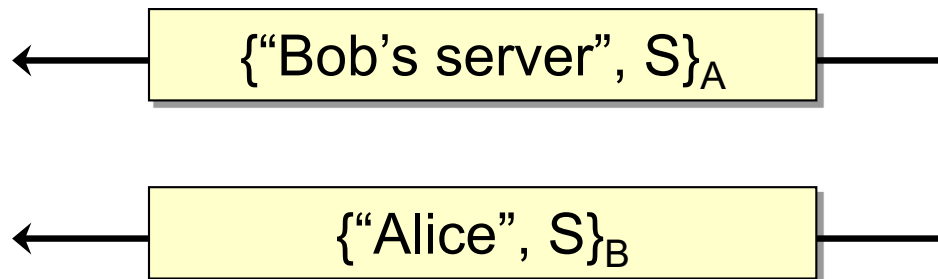 {“Bob’s server”, S}A
{“Alice”, S}B